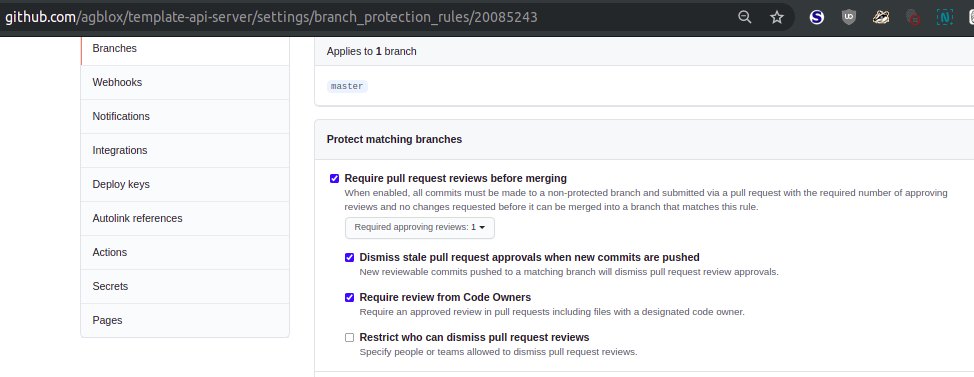 github.com/agblox/template-api-server/settings/branch_protection_rules/20085243
Branches
Webhooks
Notifications
Integrations
Deploy keys
Autolink references
Actions
Secrets
Pages
Applies to 1 branch
master
Protect matching branches
Require pull request reviews before merging
When enabled, all commits must be made to a non-protected branch and submitted via a pull request with the required number of approving
reviews and no changes requested before it can be merged into a branch that matches this rule.
Required approving reviews: 1
Dismiss stale pull request approvals when new commits are pushed
New reviewable commits pushed to a matching branch will dismiss pull request review approvals.
Require review from Code Owners
Require an approved review in pull requests including files with a designated code owner.
Restrict who can dismiss pull request reviews
Specify people or teams allowed to dismiss pull request reviews.